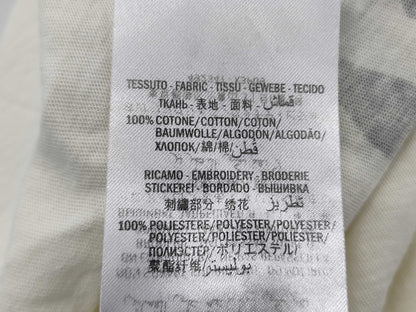 TESSUTO - FABRIC - TISSU - GEWEBE - TECIDO
ТКАНЬ - 表地 - 面料 - قماش
100% COTONE/COTTON/COTON/
BAUMWOLLE/ALGODON/ALGODÃO/
ХЛОПОК/綿/棉/قطن
RICAMO - EMBROIDERY - BRODERIE
STICKEREI - BORDADO - ВЫШИВКА
刺繍部分 - 绣花 - تطريز
100% POLIESTERE/POLYESTER/POLYESTER/
POLYESTER/POLIESTER/POLIÉSTER/
ПОЛИЭСТЕР/ポリエステル/
聚酯纤维/بوليستر